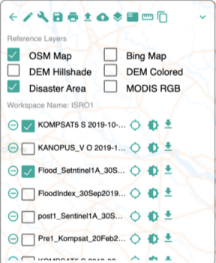 Reference Layers
OSM Map Bing Map
DEM Hillshade DEM Colored
Disaster Area MODIS RGB
Workspace Name: ISRO1
KOMPSAT5 S 2019-10-...
KANOPUS_V O 2019-1...
Flood_Setntinel1A_30S...
FloodIndex_30Sep2019...
post1_Sentinel1A_30S...
Pre1_Kompsat_20Feb2...